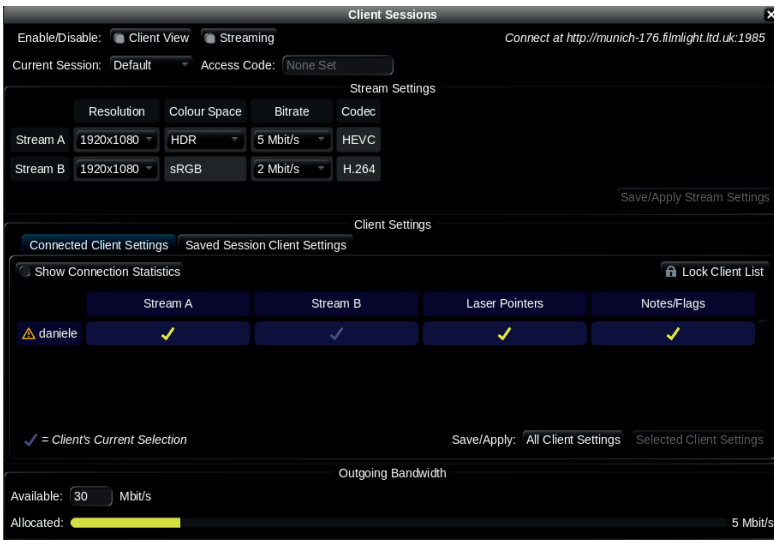 Client Sessions
Enable/Disable: Client View Streaming Connect at http://munich-176.filmlight.ltd.uk:1985
Current Session: Default Access Code: None Set
Stream Settings
Resolution Colour Space Bitrate Codec
Stream A 1920x1080 HDR 5 Mbit/s HEVC
Stream B 1920x1080 sRGB 2 Mbit/s H.264
Save/Apply Stream Settings
Client Settings
Connected Client Settings Saved Session Client Settings
Show Connection Statistics Lock Client List
Stream A Stream B Laser Pointers Notes/Flags
daniele
= Client's Current Selection Save/Apply: All Client Settings Selected Client Settings
Outgoing Bandwidth
Available: 30 Mbit/s
Allocated: 5 Mbit/s